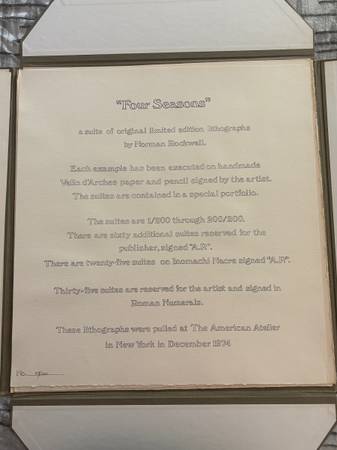 "Four Seasons"
a suite of original limited edition lithographs
by Norman Rockwell.
Each example has been executed on handmade
Velin d'Arches paper and pencil signed by the artist.
The suites are contained in a special portfolio.
The suites are 1/200 through 200/200.
There are sixty additional suites reserved for the
publisher, signed "A.P.".
There are twenty-five suites on Inomachi Nacre signed "A.P."
Thirty-five suites are reserved for the artist and signed in
Roman Numerals.
These lithographs were pulled at The American Atelier
in New York in December 1974
No.